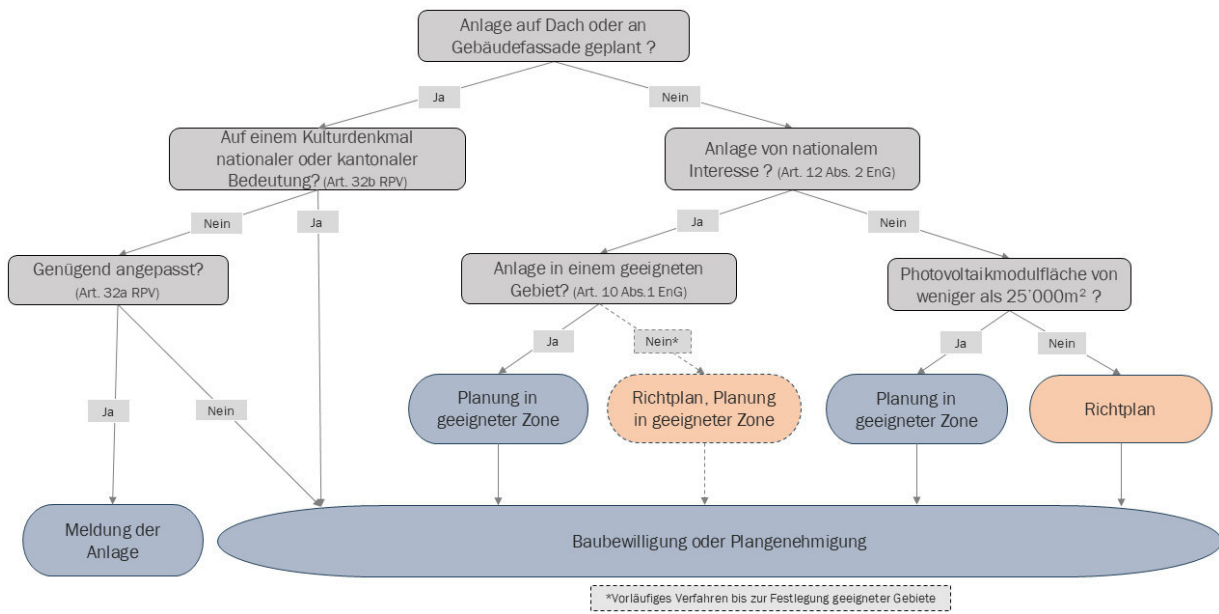 Anlage auf Dach oder an
Gebäudefassade geplant ?
Ja
Nein
Auf einem Kulturdenkmal
nationaler oder kantonaler
Bedeutung? (Art. 32b RPV)
Anlage von nationalem
Interesse ? (Art. 12 Abs. 2 EnG)
Nein
Ja
Ja
Nein
Genügend angepasst?
(Art. 32a RPV)
Anlage in einem geeigneten
Gebiet? (Art. 10 Abs.1 EnG)
Photovoltaikmodulfläche von
weniger als 25'000m² ?
Ja
Nein*
Ja
Nein
Ja
Nein
Planung in
geeigneter Zone
Richtplan, Planung
in geeigneter Zone
Planung in
geeigneter Zone
Richtplan
Meldung der
Anlage
Baubewilligung oder Plangenehmigung
*Vorläufiges Verfahren bis zur Festlegung geeigneter Gebiete